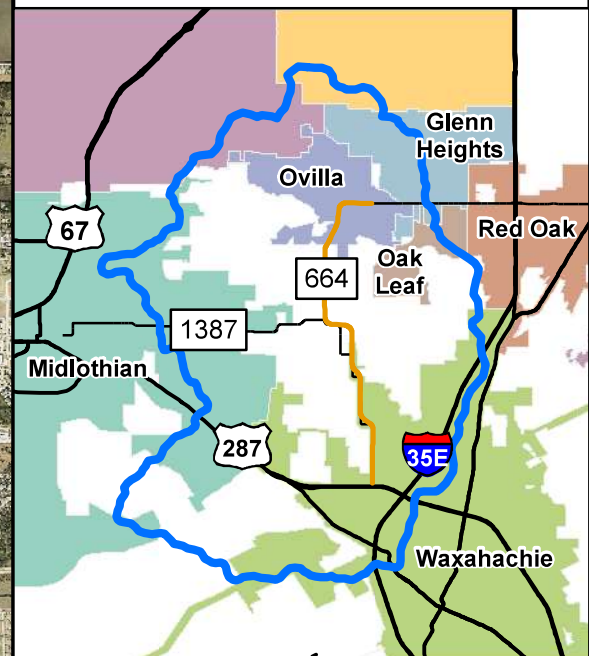 Glenn
Heights
Ovilla
67
Red Oak
Oak
Leaf
664
1387
Midlothian
287
35E
Waxahachie